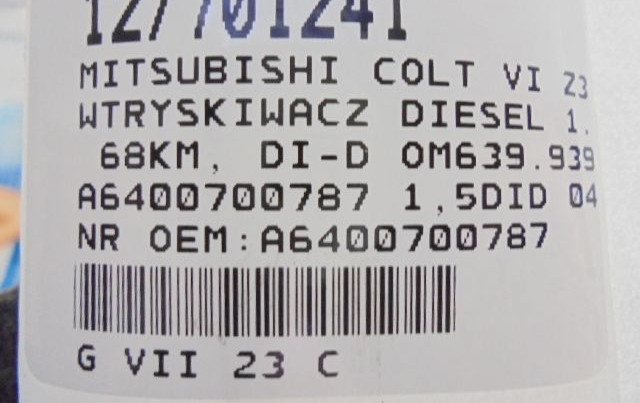 127701241
MITSUBISHI COLT VI Z3
WTRYSKIWACZ DIESEL 1.
68KM, DI-D OM639.939
A6400700787 1,5DID 04
NR OEM:A6400700787
G VII 23 C